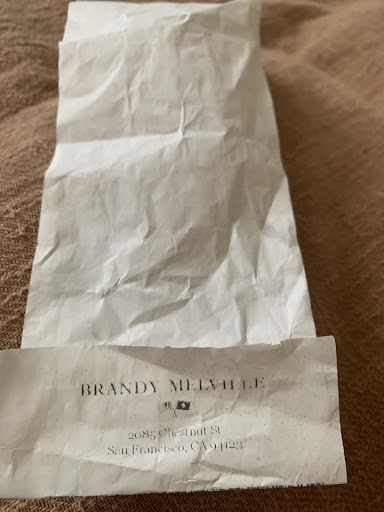 BRANDY MELVILLE
2085 Chestnut St
San Francisco, CA 94123